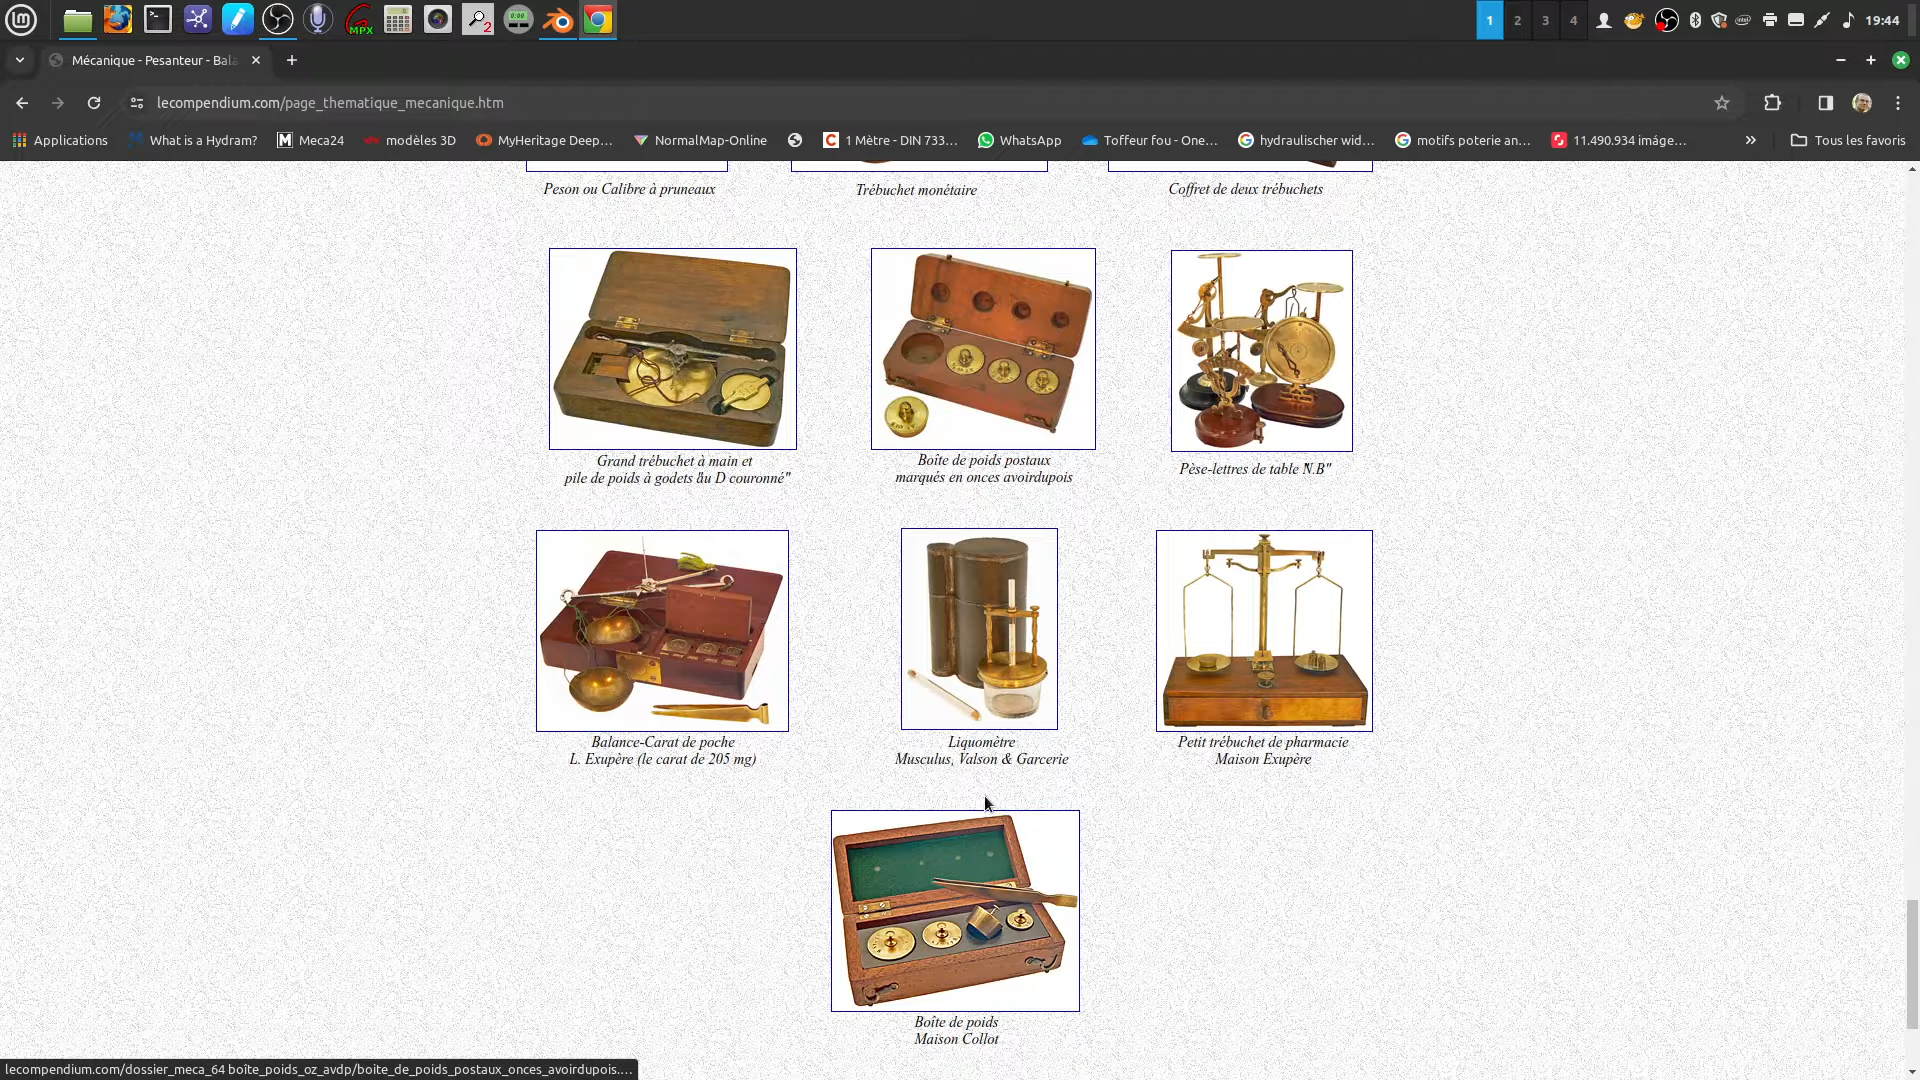 1
2
3
4
19:44
Mécanique - Pesanteur - Bala
lecompendium.com/page_thematique_mecanique.htm
Applications
What is a Hydram?
Meca24
modèles 3D
MyHeritage Deep...
NormalMap-Online
1 Mètre - DIN 733...
WhatsApp
Toffeur fou - One...
hydraulischer wid...
motifs poterie an...
11.490.934 imáge...
Tous les favoris
Peson ou Calibre à pruneaux
Trébuchet monétaire
Coffret de deux trébuchets
Grand trébuchet à main et
pile de poids à godets "au D couronné"
Boîte de poids postaux
marqués en onces avoirdupois
Pèse-lettres de table "N.B"
Balance-Carat de poche
L. Exupère (le carat de 205 mg)
Liquomètre
Musculus, Valson & Garcerie
Petit trébuchet de pharmacie
Maison Exupère
Boîte de poids
Maison Collot
lecompendium.com/dossier_meca_64 boîte_poids_oz_avdp/boite_de_poids_postaux_onces_avoirdupois....